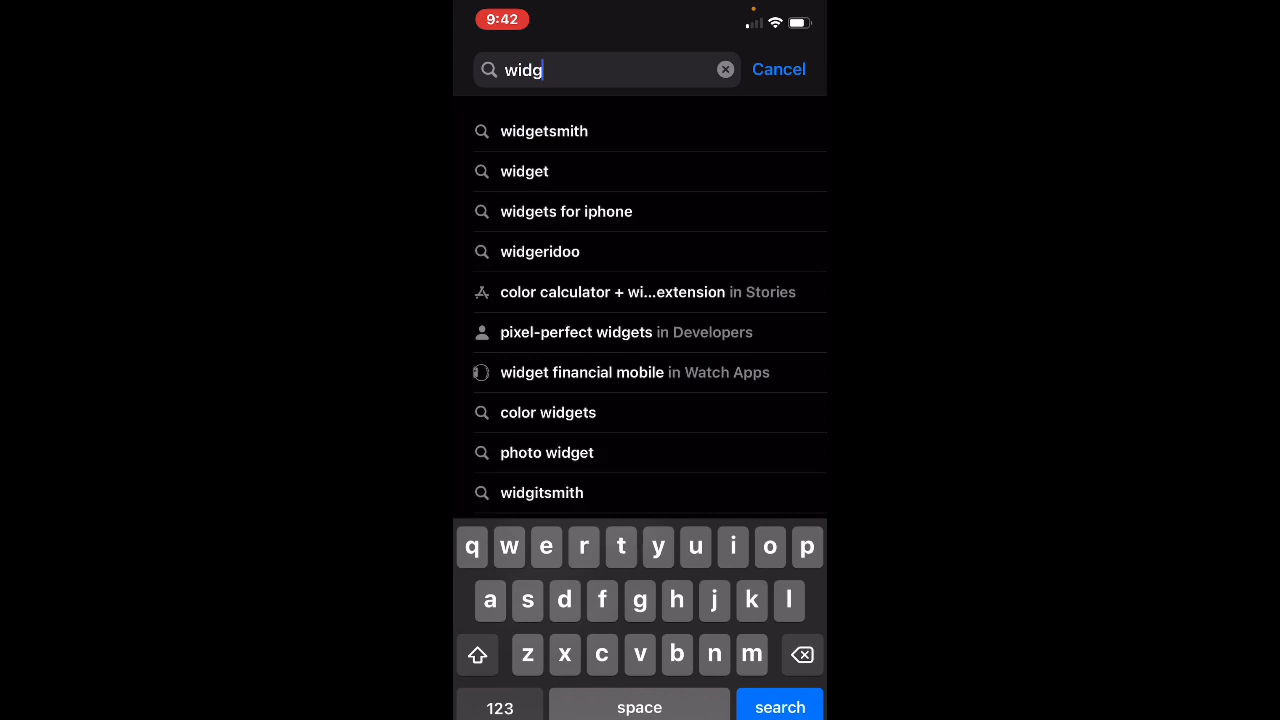 9:42
widg
Cancel
widgetsmith
widget
widgets for iphone
widgeridoo
color calculator + wi...extension in Stories
pixel-perfect widgets in Developers
widget financial mobile in Watch Apps
color widgets
photo widget
widgitsmith
q w e r t y u i o p
a s d f g h j k l
z x c v b n m
123 space search